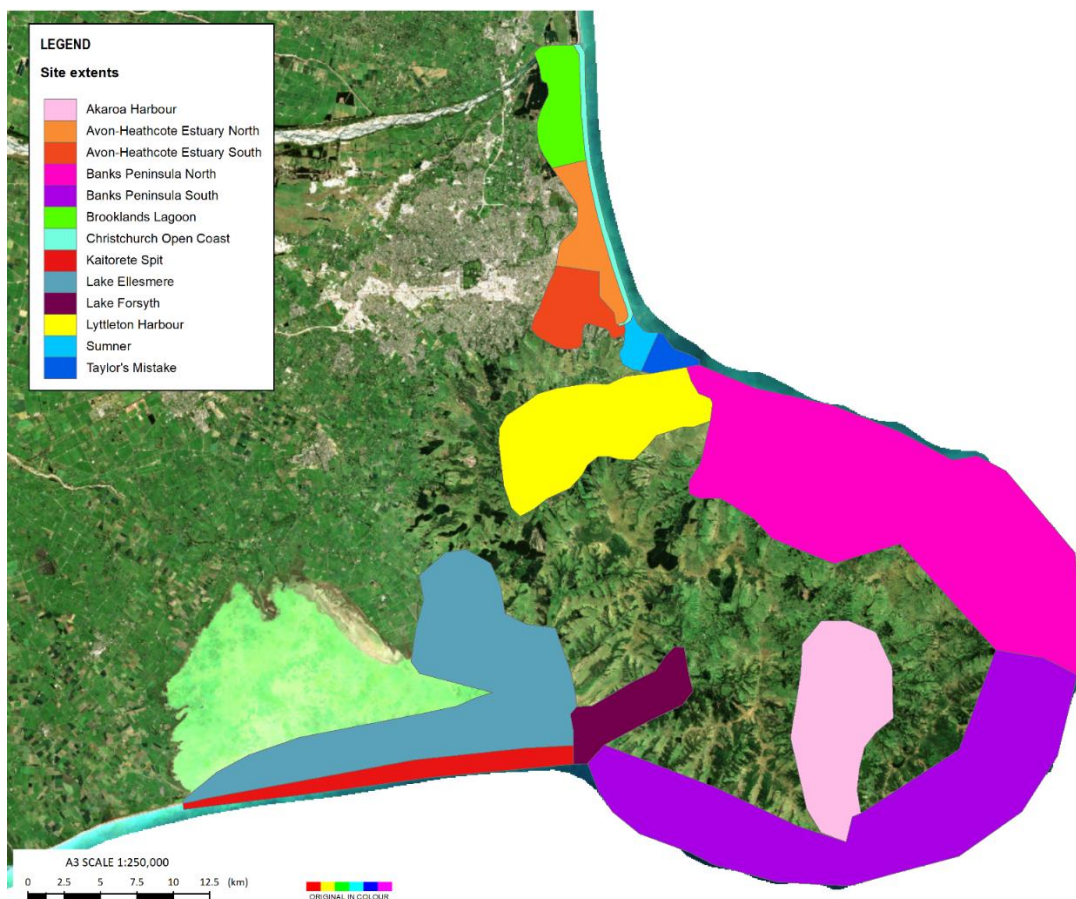 LEGEND
Site extents
Akaroa Harbour
Avon-Heathcote Estuary North
Avon-Heathcote Estuary South
Banks Peninsula North
Banks Peninsula South
Brooklands Lagoon
Christchurch Open Coast
Kaitorete Spit
Lake Ellesmere
Lake Forsyth
Lyttleton Harbour
Sumner
Taylor's Mistake
A3 SCALE 1:250,000
0 2.5 5 7.5 10 12.5 (km)
ORIGINAL IN COLOUR